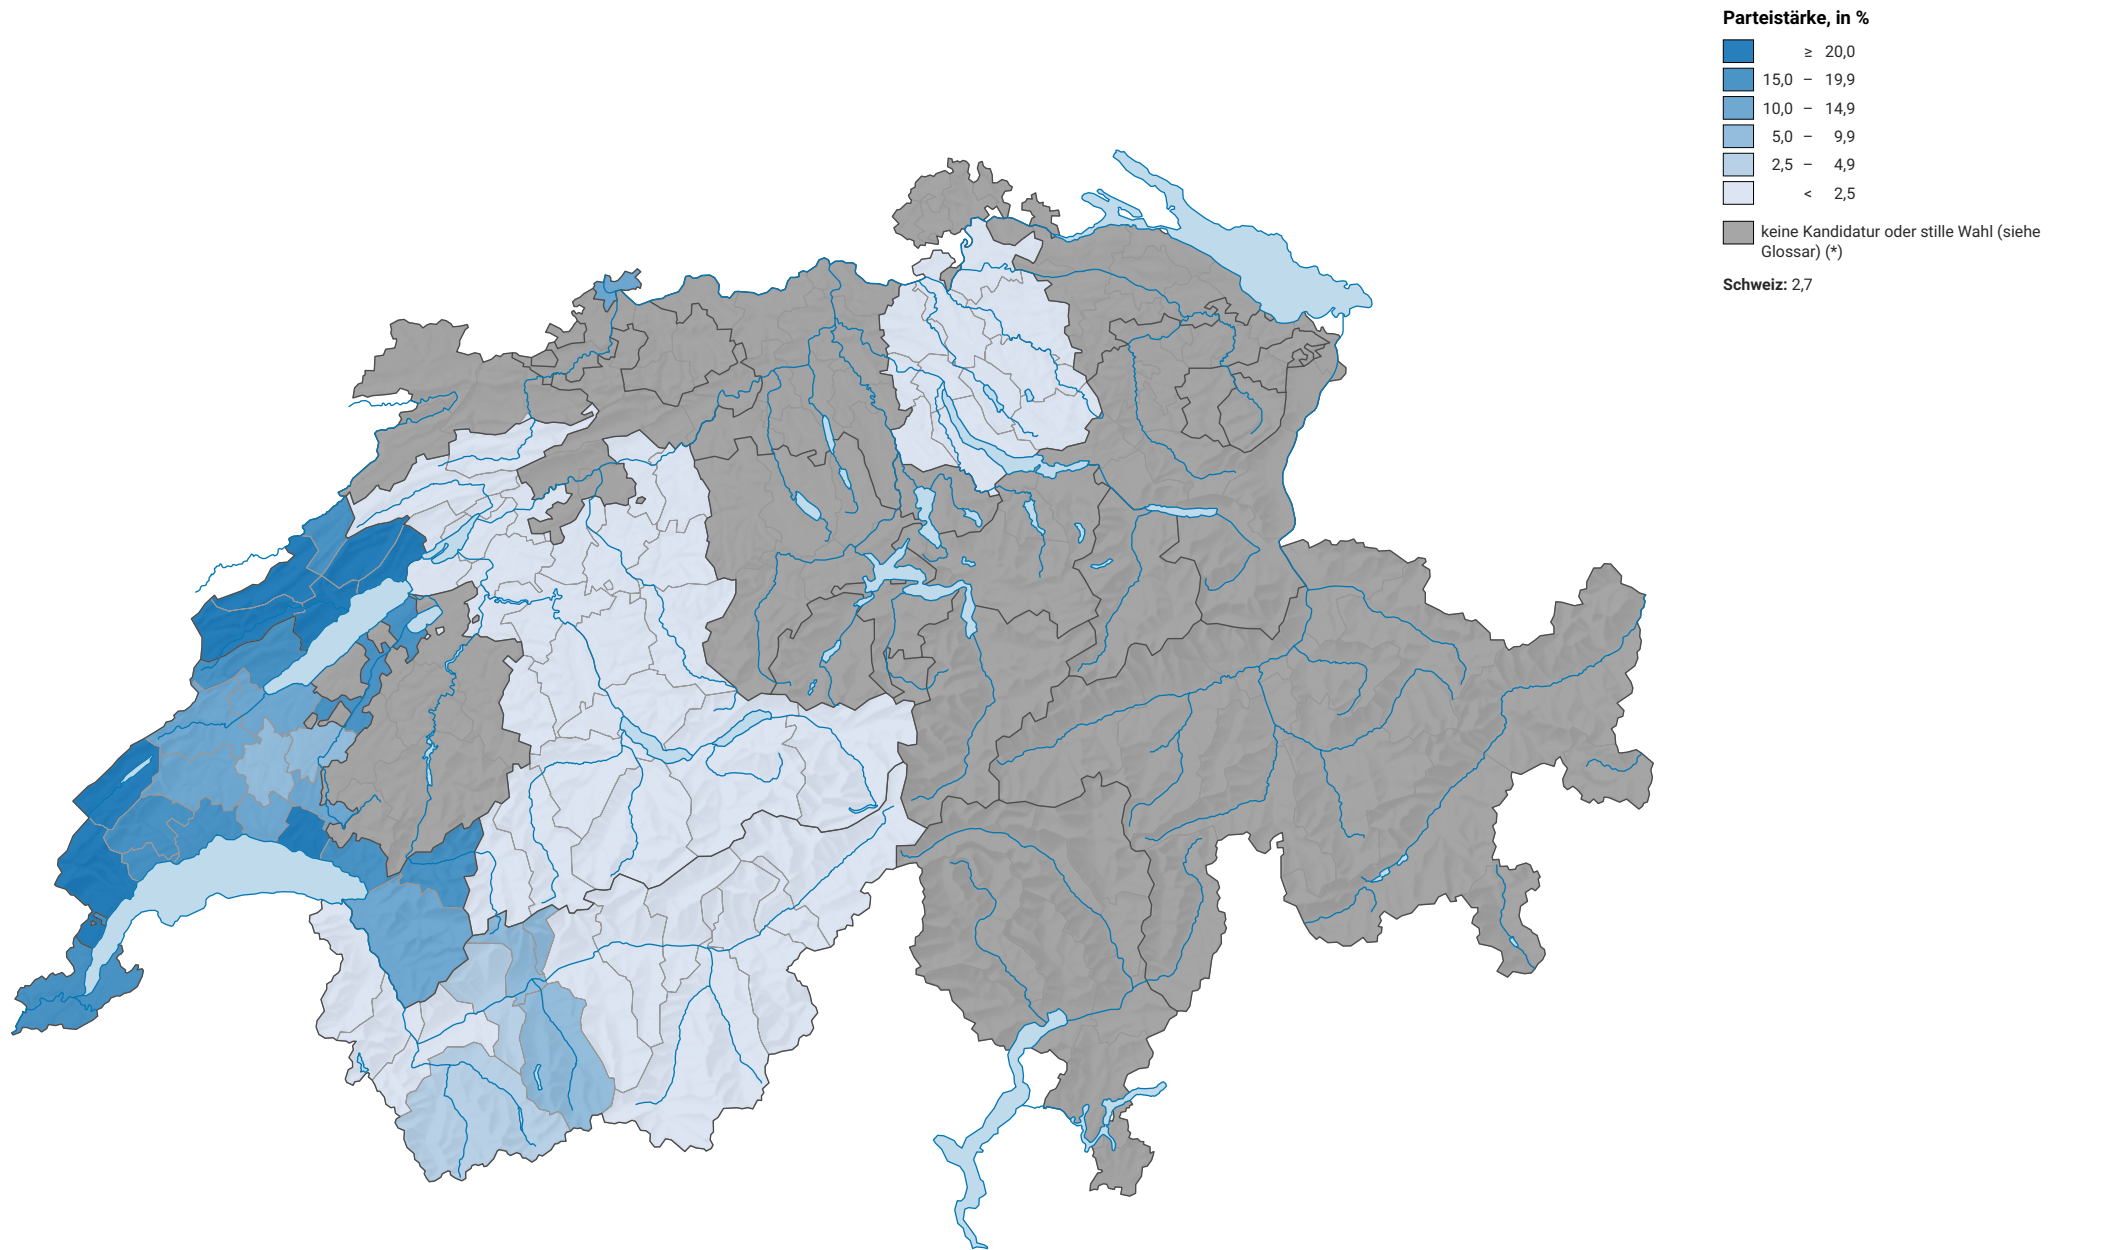 Parteistärke, in %
≥ 20,0
15,0 – 19,9
10,0 – 14,9
5,0 – 9,9
2,5 – 4,9
< 2,5
keine Kandidatur oder stille Wahl (siehe
Glossar) (*)
Schweiz: 2,7